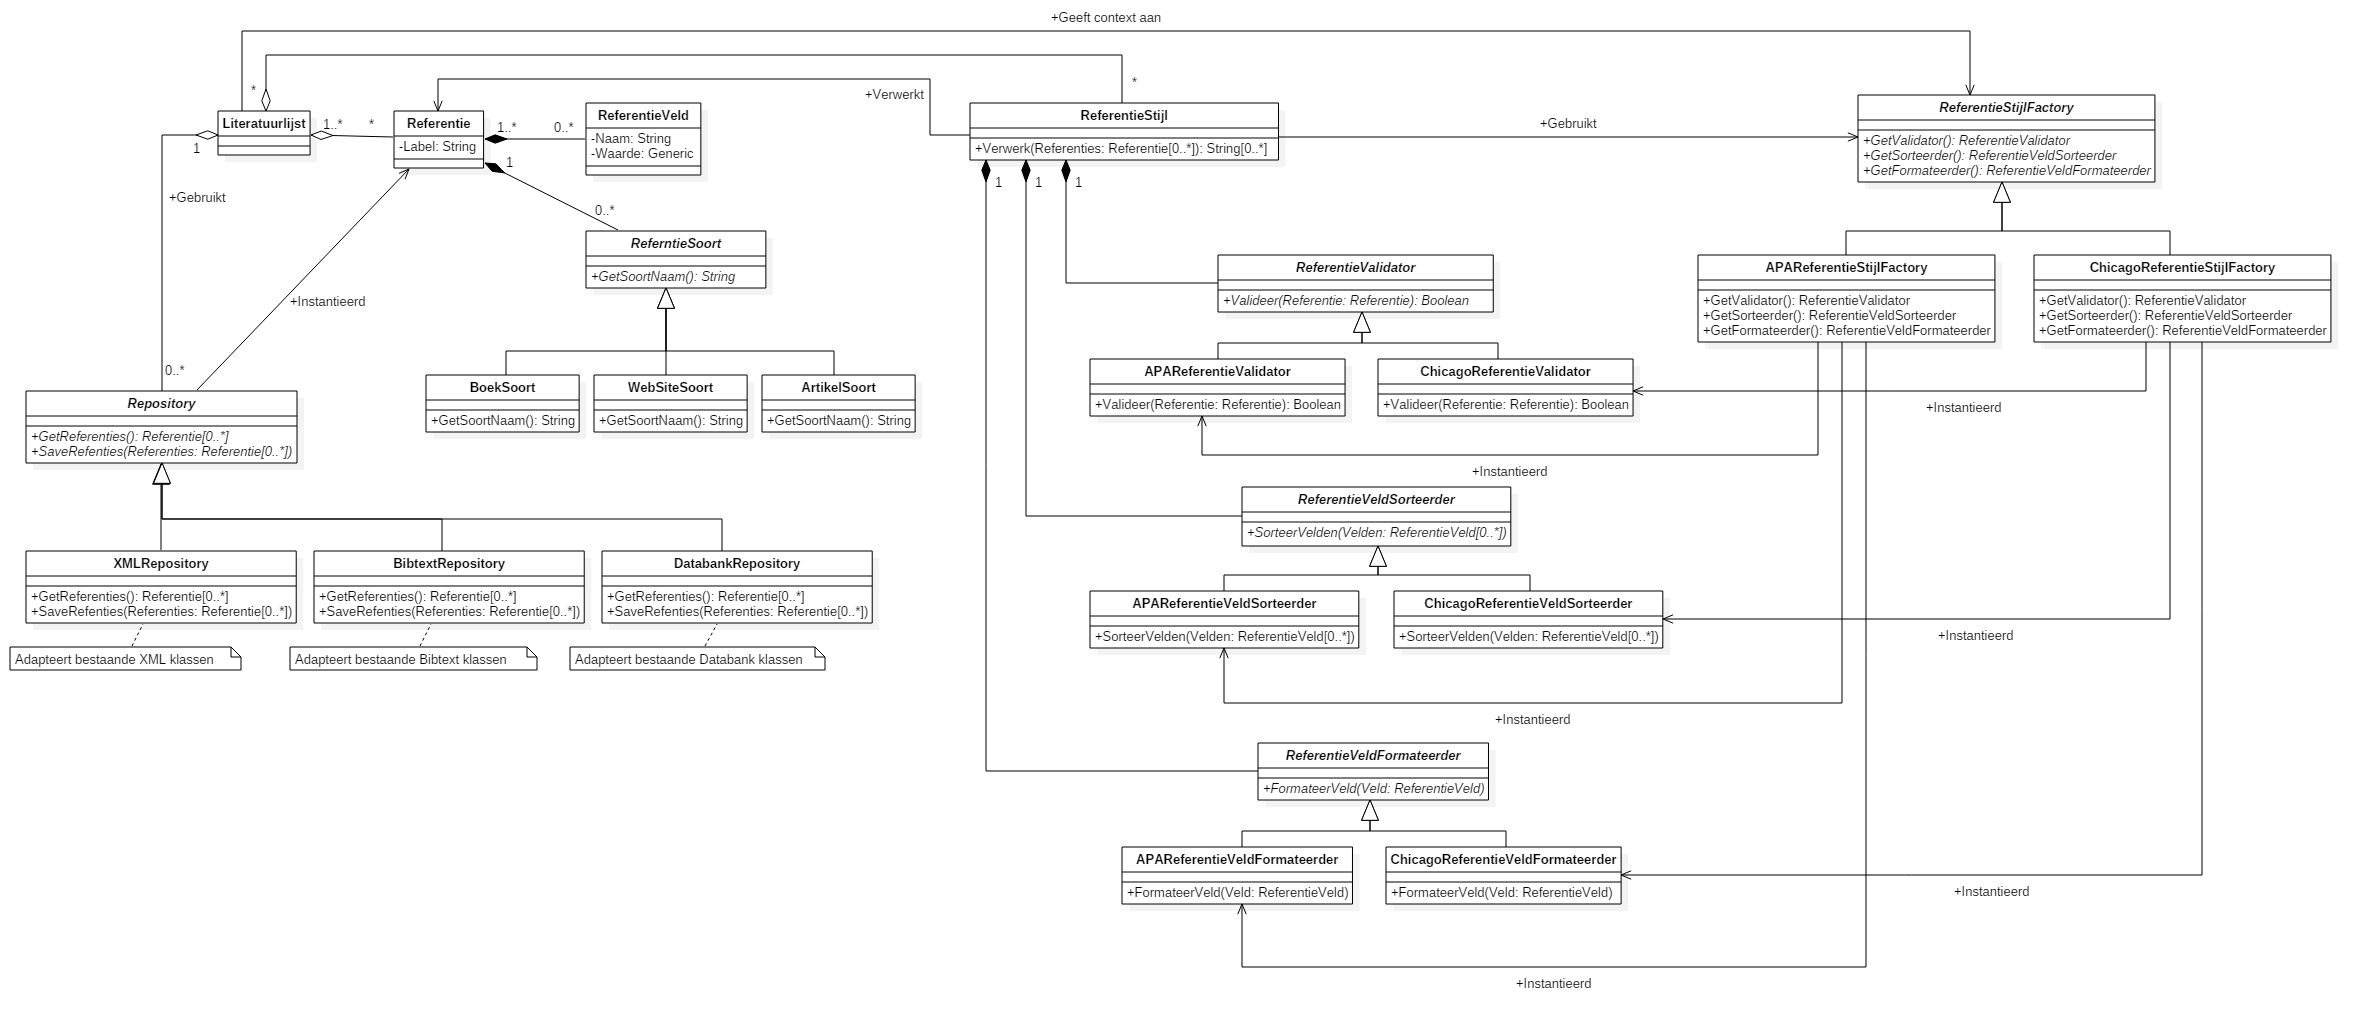 +Geeft context aan
*
*
+Verwerkt
Literatuurlijst
1..*
*
1
Referentie
-Label: String
1..*
0..*
1
ReferentieVeld
-Naam: String
-Waarde: Generic
ReferentieStijl
+Verwerk(Referenties: Referentie[0..*]): String[0..*]
1
1
1
+Gebruikt
ReferentieStijlFactory
+GetValidator(): ReferentieValidator
+GetSorteerder(): ReferentieVeldSorteerder
+GetFormateerder(): ReferentieVeldFormateerder
+Gebruikt
0..*
ReferntieSoort
+GetSoortNaam(): String
+Instantieerd
ReferentieValidator
+Valideer(Referentie: Referentie): Boolean
APAReferentieStijlFactory
+GetValidator(): ReferentieValidator
+GetSorteerder(): ReferentieVeldSorteerder
+GetFormateerder(): ReferentieVeldFormateerder
ChicagoReferentieStijlFactory
+GetValidator(): ReferentieValidator
+GetSorteerder(): ReferentieVeldSorteerder
+GetFormateerder(): ReferentieVeldFormateerder
0..*
BoekSoort
+GetSoortNaam(): String
WebSiteSoort
+GetSoortNaam(): String
ArtikelSoort
+GetSoortNaam(): String
APAReferentieValidator
+Valideer(Referentie: Referentie): Boolean
ChicagoReferentieValidator
+Valideer(Referentie: Referentie): Boolean
+Instantieerd
Repository
+GetReferenties(): Referentie[0..*]
+SaveRefenties(Referenties: Referentie[0..*])
+Instantieerd
ReferentieVeldSorteerder
+SorteerVelden(Velden: ReferentieVeld[0..*])
XMLRepository
+GetReferenties(): Referentie[0..*]
+SaveRefenties(Referenties: Referentie[0..*])
BibtextRepository
+GetReferenties(): Referentie[0..*]
+SaveRefenties(Referenties: Referentie[0..*])
DatabankRepository
+GetReferenties(): Referentie[0..*]
+SaveRefenties(Referenties: Referentie[0..*])
APAReferentieVeldSorteerder
+SorteerVelden(Velden: ReferentieVeld[0..*])
ChicagoReferentieVeldSorteerder
+SorteerVelden(Velden: ReferentieVeld[0..*])
+Instantieerd
Adapteert bestaande XML klassen
Adapteert bestaande Bibtext klassen
Adapteert bestaande Databank klassen
+Instantieerd
ReferentieVeldFormateerder
+FormateerVeld(Veld: ReferentieVeld)
APAReferentieVeldFormateerder
+FormateerVeld(Veld: ReferentieVeld)
ChicagoReferentieVeldFormateerder
+FormateerVeld(Veld: ReferentieVeld)
+Instantieerd
+Instantieerd